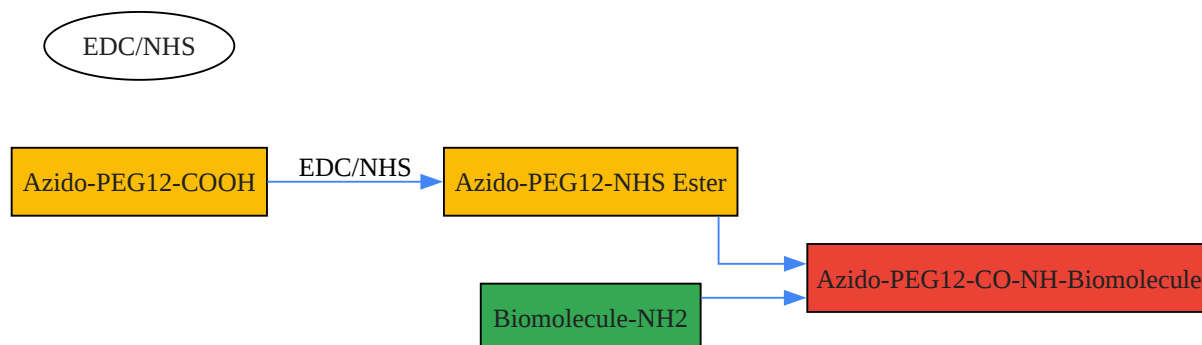 EDC/NHS
Azido-PEG12-COOH
EDC/NHS
Azido-PEG12-NHS Ester
Azido-PEG12-CO-NH-Biomolecule
Biomolecule-NH2